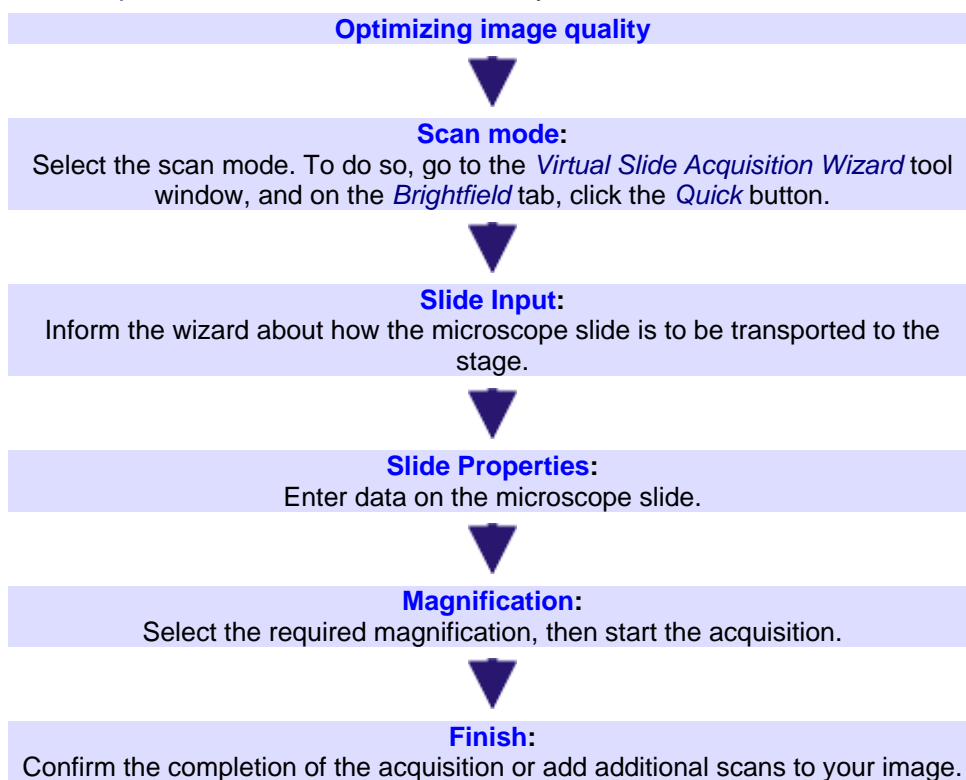 Optimizing image quality
Scan mode:
Select the scan mode. To do so, go to the Virtual Slide Acquisition Wizard tool
window, and on the Brightfield tab, click the Quick button.
Slide Input:
Inform the wizard about how the microscope slide is to be transported to the
stage.
Slide Properties:
Enter data on the microscope slide.
Magnification:
Select the required magnification, then start the acquisition.
Finish:
Confirm the completion of the acquisition or add additional scans to your image.